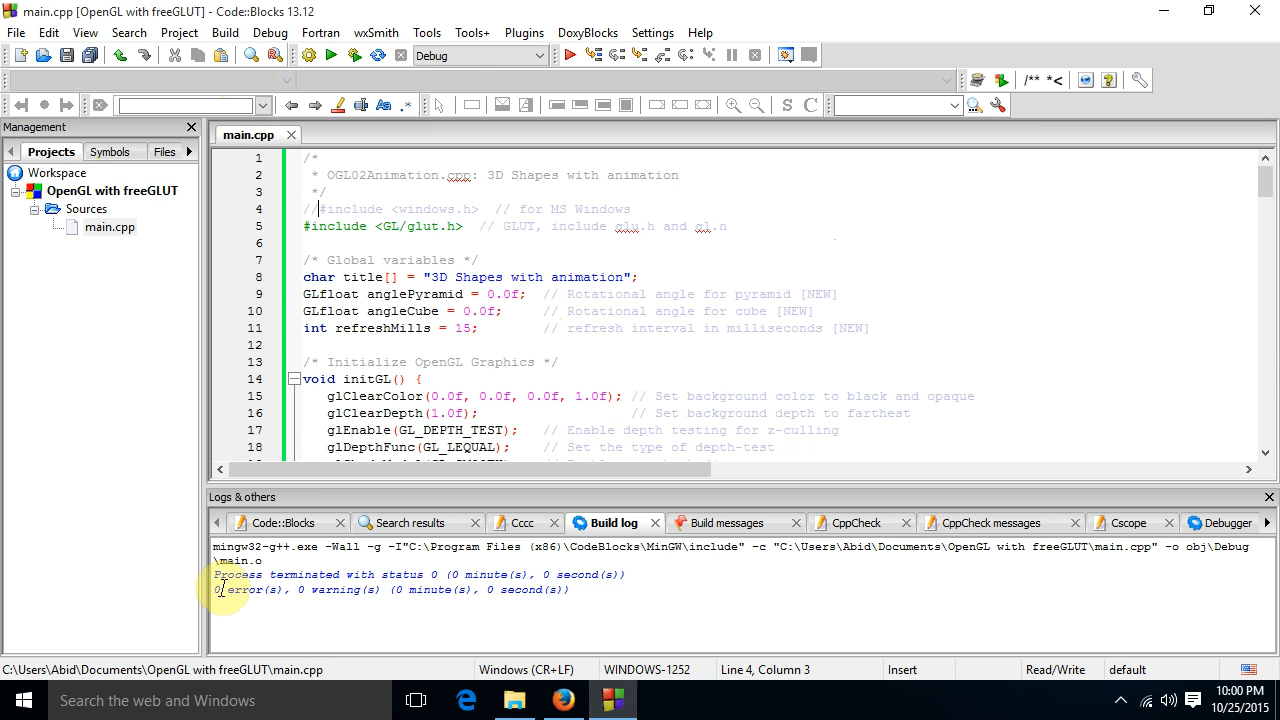 main.cpp [OpenGL with freeGLUT] - Code::Blocks 13.12
File Edit View Search Project Build Debug Fortran wxSmith Tools Tools+ Plugins DoxyBlocks Settings Help
Debug
/** *<
Aa .* S C
Management
main.cpp
Projects Symbols Files
Workspace
OpenGL with freeGLUT
Sources
main.cpp
1 /*
2 * OGL02Animation.cpp: 3D Shapes with animation
3 */
4 //#include <windows.h> // for MS Windows
5 #include <GL/glut.h> // GLUT, include glu.h and gl.h
6
7 /* Global variables */
8 char title[] = "3D Shapes with animation";
9 GLfloat anglePyramid = 0.0f; // Rotational angle for pyramid [NEW]
10 GLfloat angleCube = 0.0f; // Rotational angle for cube [NEW]
11 int refreshMills = 15; // refresh interval in milliseconds [NEW]
12
13 /* Initialize OpenGL Graphics */
14 void initGL() {
15 glClearColor(0.0f, 0.0f, 0.0f, 1.0f); // Set background color to black and opaque
16 glClearDepth(1.0f); // Set background depth to farthest
17 glEnable(GL_DEPTH_TEST); // Enable depth testing for z-culling
18 glDepthFunc(GL_LEQUAL); // Set the type of depth-test
Logs & others
Code::Blocks Search results Cccc Build log Build messages CppCheck CppCheck messages Cscope Debugger
mingw32-g++.exe -Wall -g -I"C:\Program Files (x86)\CodeBlocks\MinGW\include" -c "C:\Users\Abid\Documents\OpenGL with freeGLUT\main.cpp" -o obj\Debug
\main.o
Process terminated with status 0 (0 minute(s), 0 second(s))
0 error(s), 0 warning(s) (0 minute(s), 0 second(s))
C:\Users\Abid\Documents\OpenGL with freeGLUT\main.cpp Windows (CR+LF) WINDOWS-1252 Line 4, Column 3 Insert Read/Write default
Search the web and Windows
10:00 PM
10/25/2015